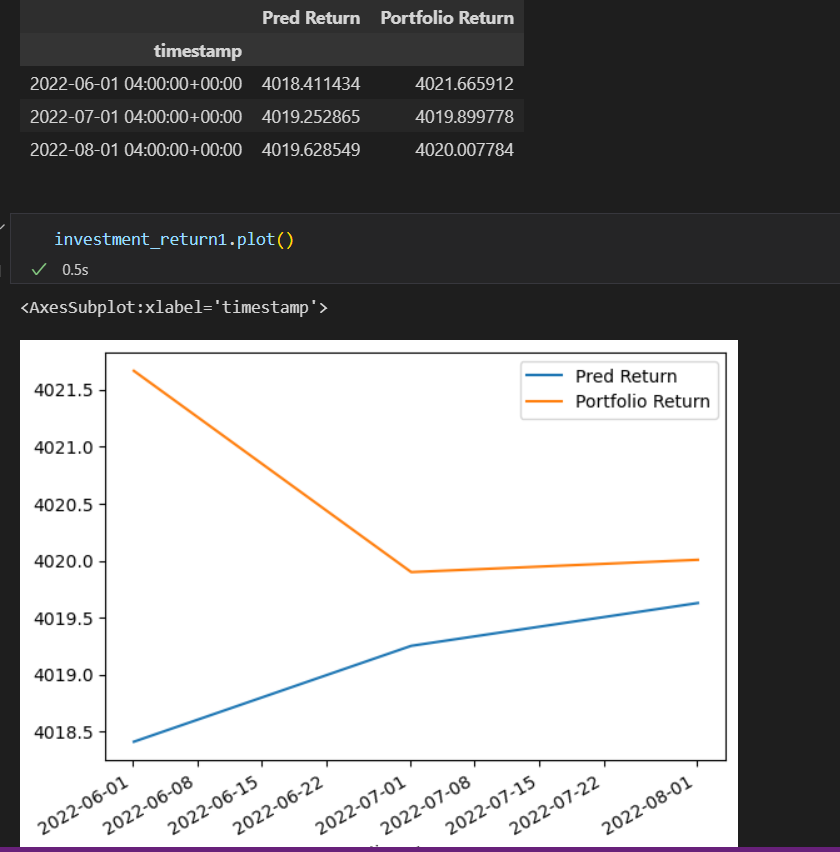 Pred Return Portfolio Return
timestamp
2022-06-01 04:00:00+00:00 4018.411434 4021.665912
2022-07-01 04:00:00+00:00 4019.252865 4019.899778
2022-08-01 04:00:00+00:00 4019.628549 4020.007784
investment_return1.plot()
0.5s
<AxesSubplot:xlabel='timestamp'>
Pred Return
Portfolio Return
4021.5
4021.0
4020.5
4020.0
4019.5
4019.0
4018.5
2022-06-01
2022-06-08
2022-06-15
2022-06-22
2022-07-01
2022-07-08
2022-07-15
2022-07-22
2022-08-01